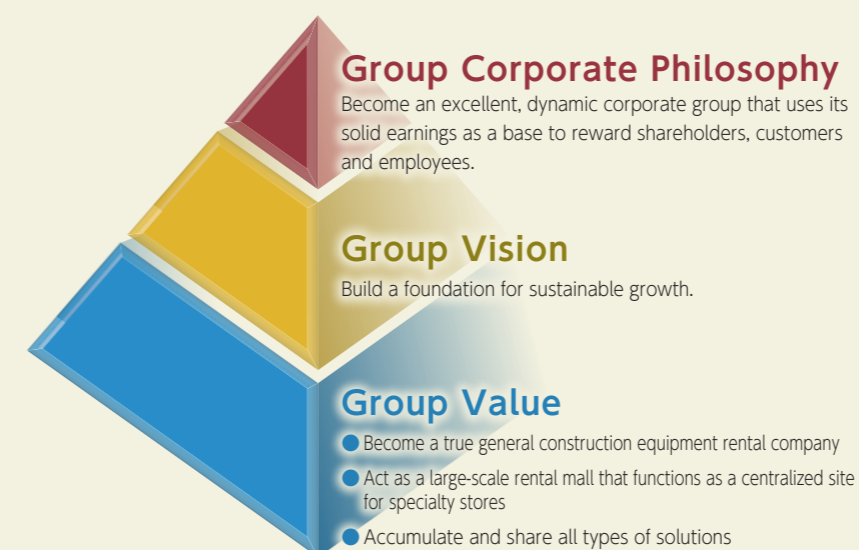 Group Corporate Philosophy
Become an excellent, dynamic corporate group that uses its
solid earnings as a base to reward shareholders, customers
and employees.
Group Vision
Build a foundation for sustainable growth.
Group Value
● Become a true general construction equipment rental company
● Act as a large-scale rental mall that functions as a centralized site
for specialty stores
● Accumulate and share all types of solutions